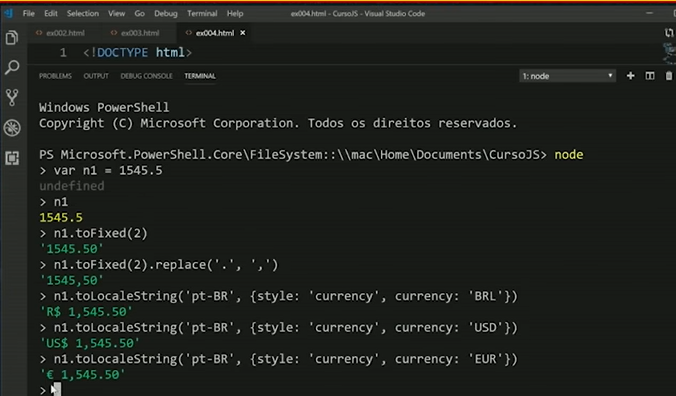 File Edit Selection View Go Debug Terminal Help ex004.html - CursoJS - Visual Studio Code
ex002.html ex003.html ex004.html
1 <!DOCTYPE html>
PROBLEMS OUTPUT DEBUG CONSOLE TERMINAL 1: node
Windows PowerShell
Copyright (C) Microsoft Corporation. Todos os direitos reservados.
PS Microsoft.PowerShell.Core\FileSystem::\\mac\Home\Documents\CursoJS> node
> var n1 = 1545.5
undefined
> n1
1545.5
> n1.toFixed(2)
'1545.50'
> n1.toFixed(2).replace('.', ',')
'1545,50'
> n1.toLocaleString('pt-BR', {style: 'currency', currency: 'BRL'})
'R$ 1,545.50'
> n1.toLocaleString('pt-BR', {style: 'currency', currency: 'USD'})
'US$ 1,545.50'
> n1.toLocaleString('pt-BR', {style: 'currency', currency: 'EUR'})
'€ 1,545.50'
>